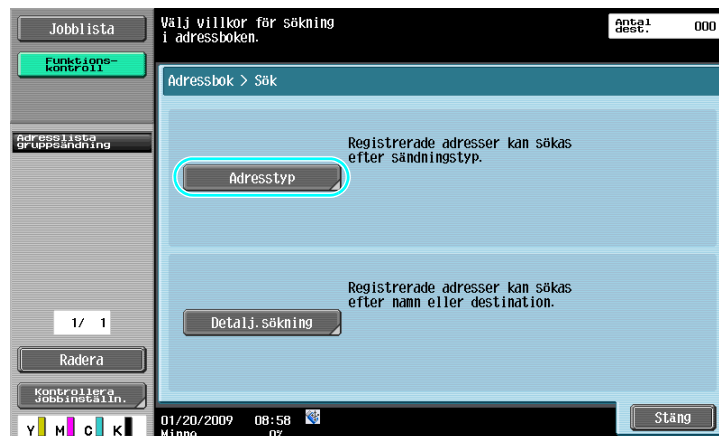 Jobblista
Funktions-
kontroll
Välj villkor för sökning
i adressboken.
Antal
dest.
000
Adressbok > Sök
Adresslista
gruppsändning
Registrerade adresser kan sökas
efter sändningstyp.
Adresstyp
Registrerade adresser kan sökas
efter namn eller destination.
Detalj.sökning
1/ 1
Radera
Kontrollera
jobbinställn.
Y M C K
01/20/2009 08:58
Minne 0%
Stäng